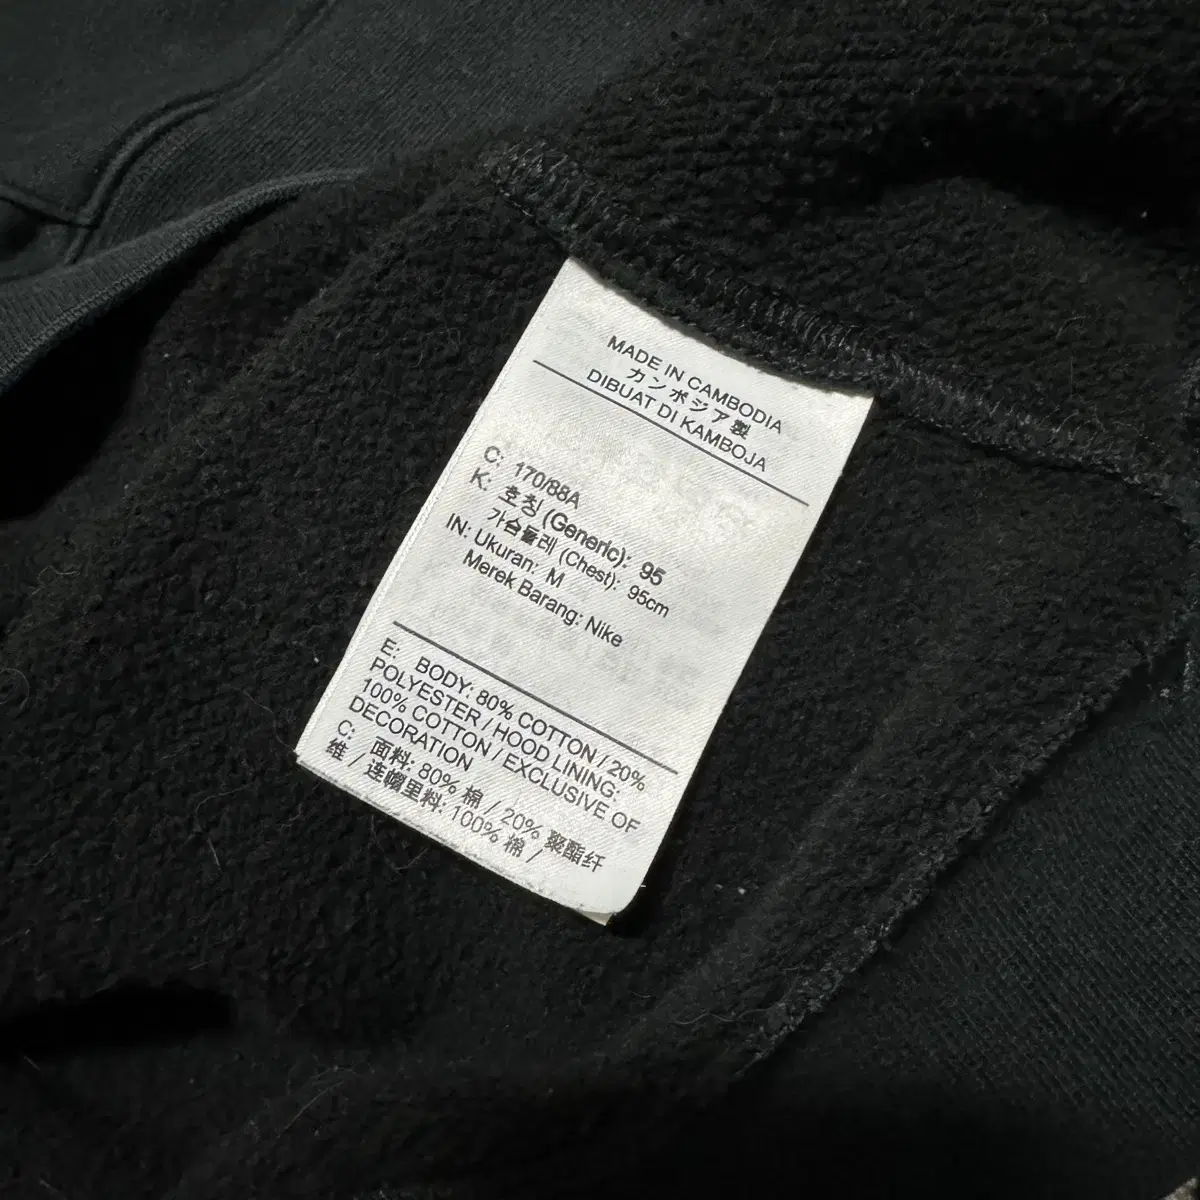 MADE IN CAMBODIA
カンボジア製
DIBUAT DI KAMBOJA
C: 170/88A
K: 호칭 (Generic): 95
가슴둘레 (Chest): 95cm
IN: Ukuran: M
Merek Barang: Nike
E: BODY: 80% COTTON / 20%
POLYESTER / HOOD LINING:
100% COTTON / EXCLUSIVE OF
DECORATION
C: 面料: 80% 棉 / 20% 聚酯纤
维 / 连帽里料: 100% 棉 /